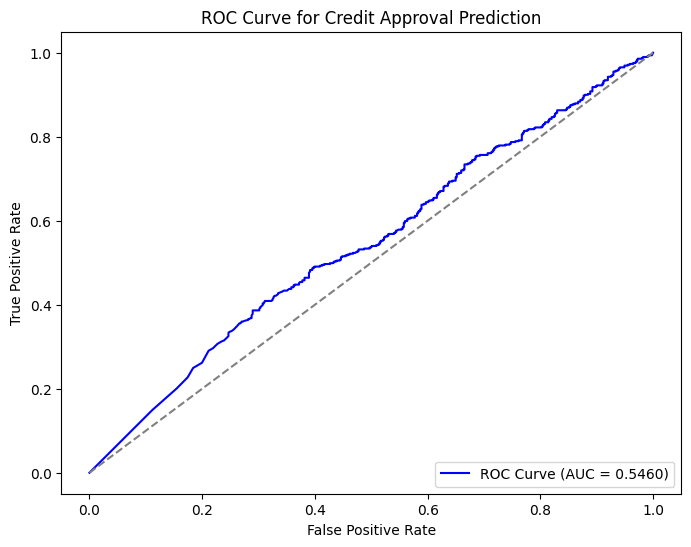 ROC Curve for Credit Approval Prediction
True Positive Rate
1.0
0.8
0.6
0.4
0.2
0.0
ROC Curve (AUC = 0.5460)
0.0 0.2 0.4 0.6 0.8 1.0
False Positive Rate